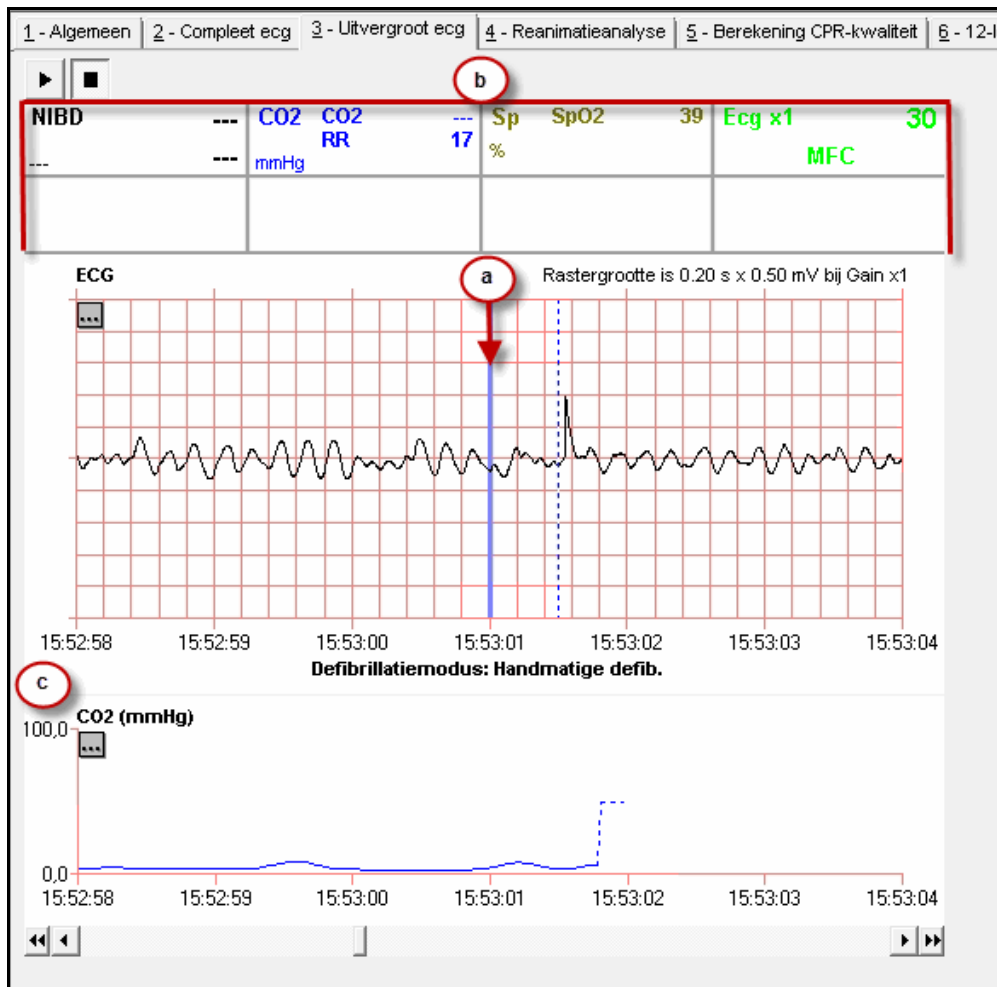 1 - Algemeen 2 - Compleet ecg 3 - Uitvergroot ecg 4 - Reanimatieanalyse 5 - Berekening CPR-kwaliteit 6 - 12-l
b
NIBD --- CO2 CO2 --- Sp SpO2 39 Ecg x1 30
RR 17 % MFC
--- --- mmHg
ECG a Rastergrootte is 0.20 s x 0.50 mV bij Gain x1
...
15:52:58 15:52:59 15:53:00 15:53:01 15:53:02 15:53:03 15:53:04
Defibrillatiemodus: Handmatige defib.
c
CO2 (mmHg)
100,0
...
0,0
15:52:58 15:52:59 15:53:00 15:53:01 15:53:02 15:53:03 15:53:04